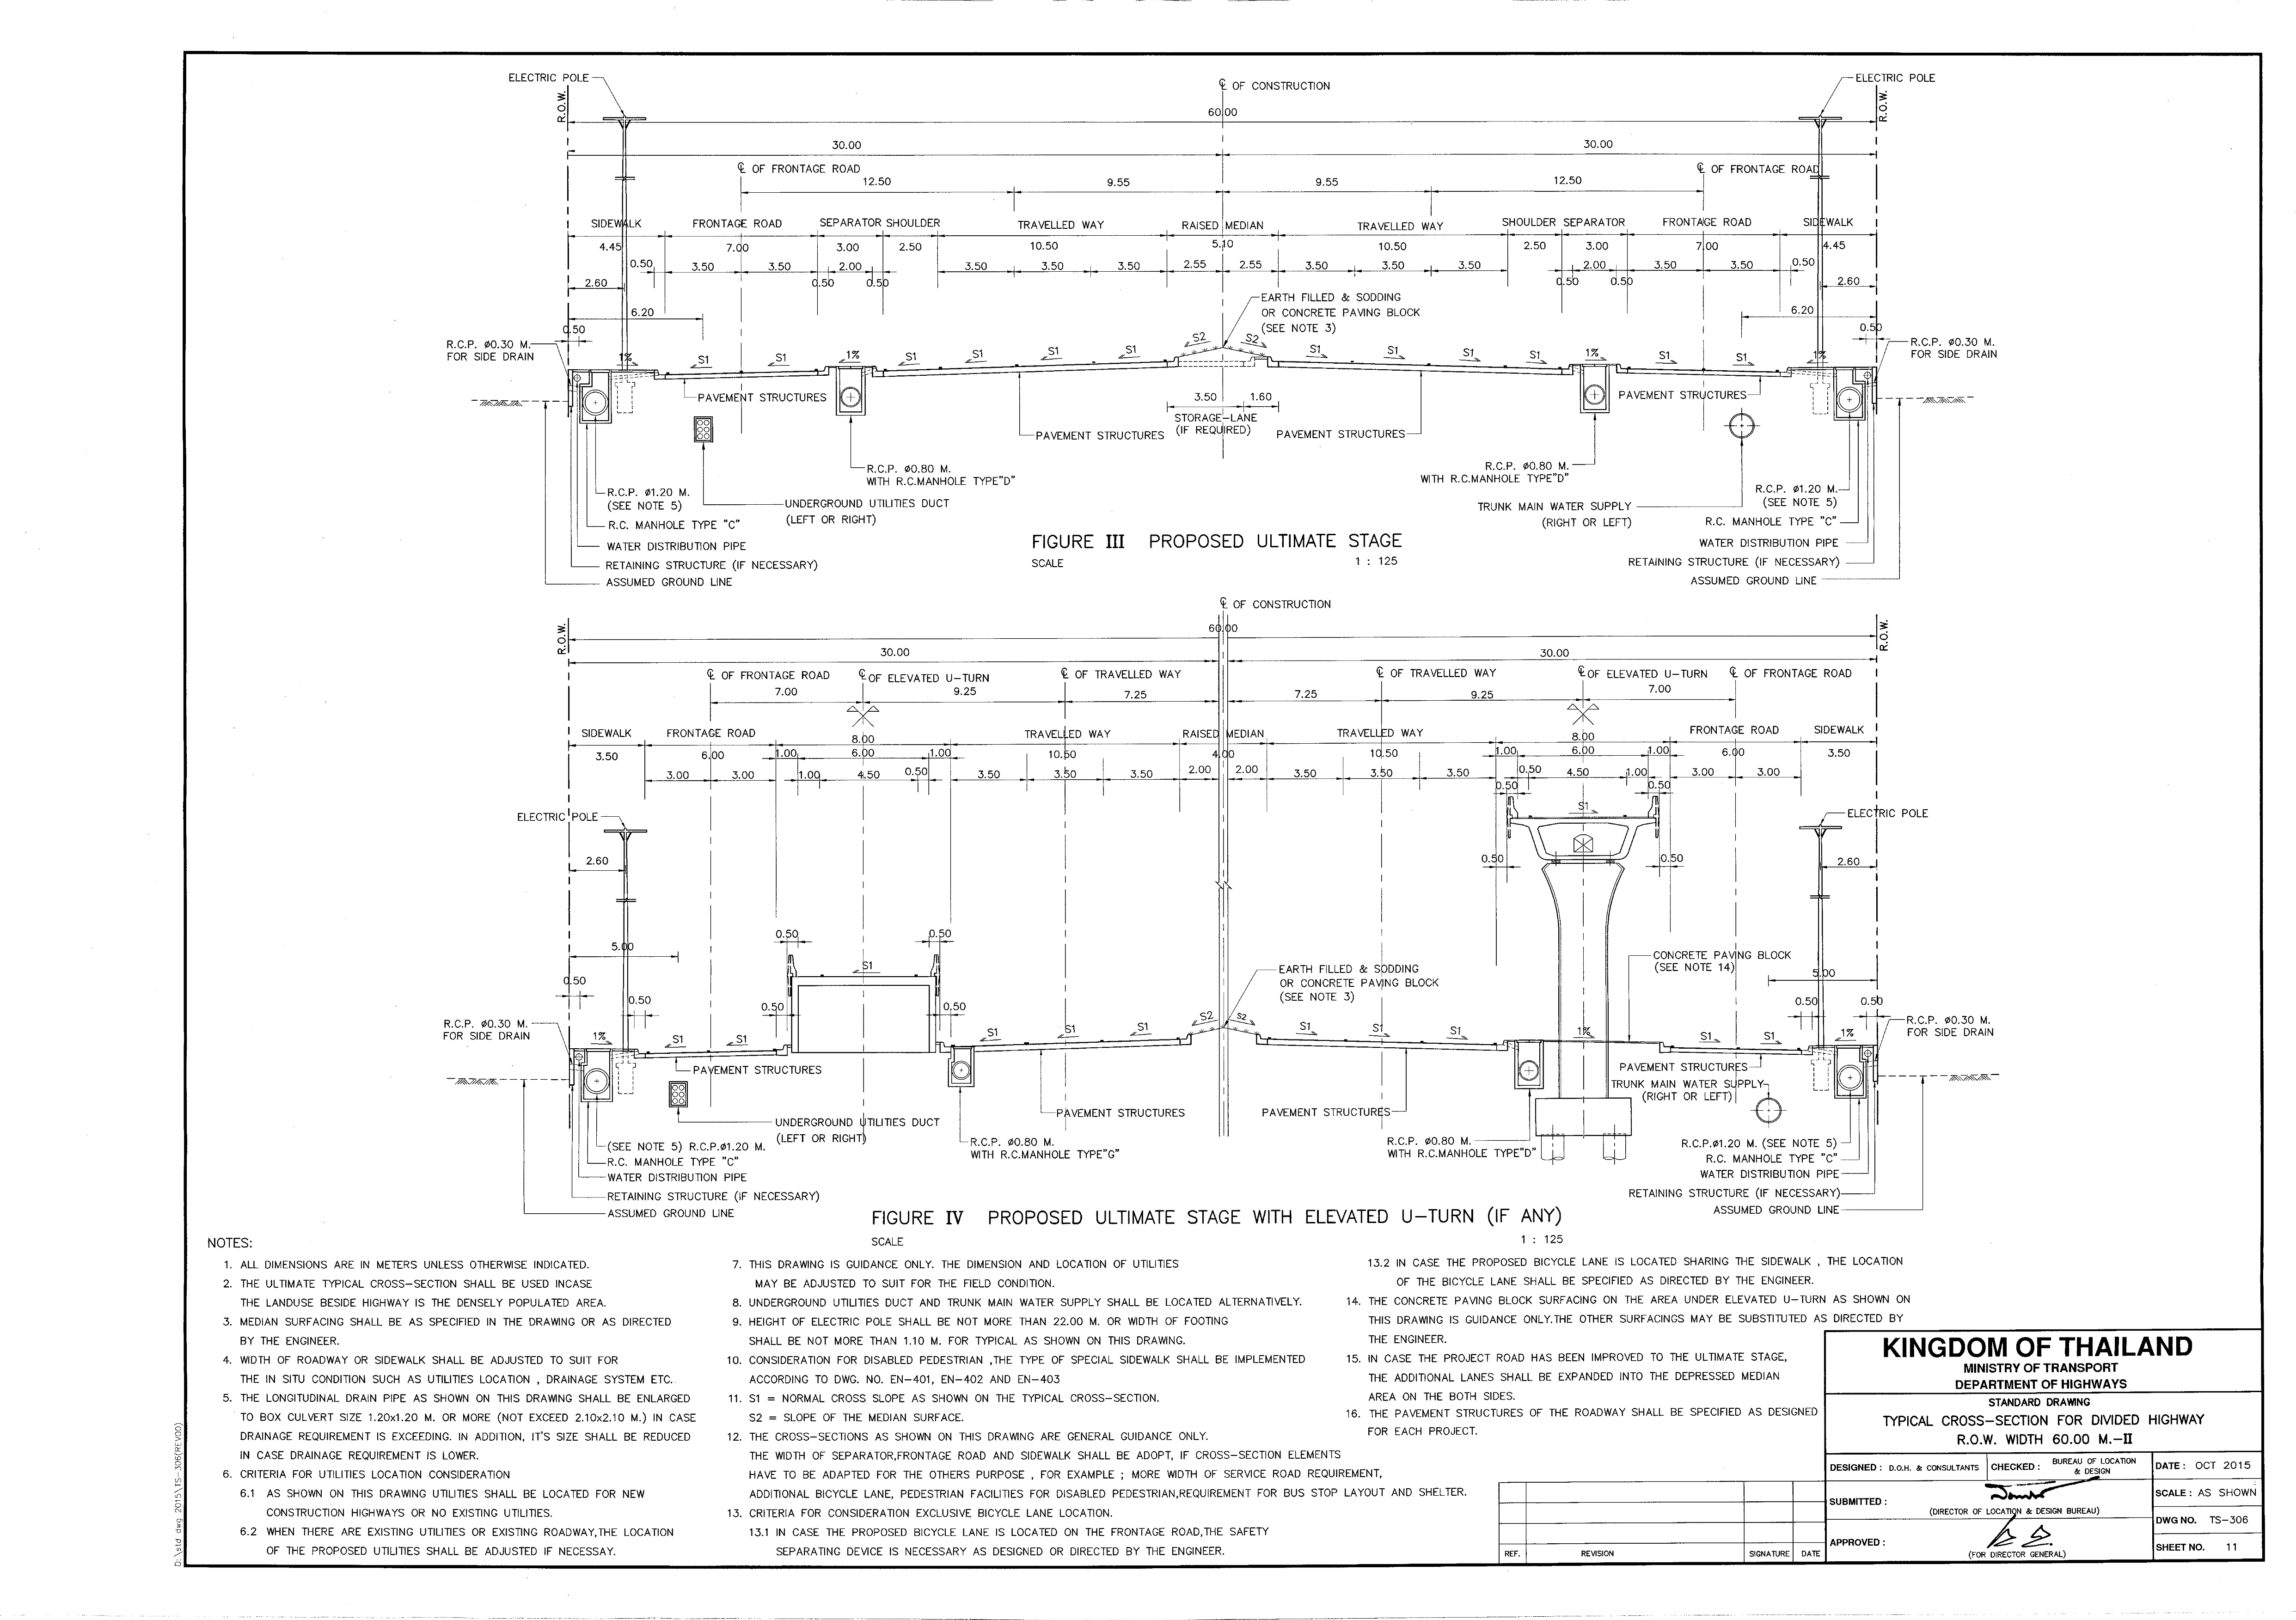 ELECTRIC POLE
℄ OF CONSTRUCTION
ELECTRIC POLE
R.O.W.
60.00
R.O.W.
30.00
30.00
℄ OF FRONTAGE ROAD
℄ OF FRONTAGE ROAD
12.50
9.55
9.55
12.50
SIDEWALK
FRONTAGE ROAD
SEPARATOR SHOULDER
TRAVELLED WAY
RAISED MEDIAN
TRAVELLED WAY
SHOULDER SEPARATOR
FRONTAGE ROAD
SIDEWALK
4.45
7.00
3.00
2.50
10.50
5.10
10.50
2.50
3.00
7.00
4.45
0.50
3.50
3.50
2.00
3.50
3.50
3.50
2.55
2.55
3.50
3.50
3.50
2.00
3.50
3.50
0.50
2.60
0.50
0.50
0.50
0.50
2.60
EARTH FILLED & SODDING
OR CONCRETE PAVING BLOCK
(SEE NOTE 3)
6.20
6.20
0.50
0.50
R.C.P. ø0.30 M.
FOR SIDE DRAIN
R.C.P. ø0.30 M.
FOR SIDE DRAIN
1%
S1
S1
1%
S1
S1
S1
S1
S2
S2
S1
S1
S1
S1
1%
S1
S1
1%
PAVEMENT STRUCTURES
3.50
1.60
PAVEMENT STRUCTURES
STORAGE-LANE
(IF REQUIRED)
PAVEMENT STRUCTURES
PAVEMENT STRUCTURES
R.C.P. ø0.80 M.
WITH R.C.MANHOLE TYPE"D"
R.C.P. ø0.80 M.
WITH R.C.MANHOLE TYPE"D"
R.C.P. ø1.20 M.
(SEE NOTE 5)
UNDERGROUND UTILITIES DUCT
(LEFT OR RIGHT)
TRUNK MAIN WATER SUPPLY
(RIGHT OR LEFT)
R.C.P. ø1.20 M.
(SEE NOTE 5)
R.C. MANHOLE TYPE "C"
R.C. MANHOLE TYPE "C"
WATER DISTRIBUTION PIPE
WATER DISTRIBUTION PIPE
RETAINING STRUCTURE (IF NECESSARY)
RETAINING STRUCTURE (IF NECESSARY)
ASSUMED GROUND LINE
ASSUMED GROUND LINE
FIGURE III PROPOSED ULTIMATE STAGE
SCALE 1 : 125
℄ OF CONSTRUCTION
R.O.W.
60.00
R.O.W.
30.00
30.00
℄ OF FRONTAGE ROAD
℄ OF ELEVATED U-TURN
℄ OF TRAVELLED WAY
℄ OF TRAVELLED WAY
℄ OF ELEVATED U-TURN
℄ OF FRONTAGE ROAD
7.00
9.25
7.25
7.25
9.25
7.00
SIDEWALK
FRONTAGE ROAD
8.00
TRAVELLED WAY
RAISED MEDIAN
TRAVELLED WAY
8.00
FRONTAGE ROAD
SIDEWALK
3.50
6.00
1.00
6.00
1.00
10.50
4.00
10.50
1.00
6.00
1.00
6.00
3.50
3.00
3.00
1.00
4.50
0.50
3.50
3.50
3.50
2.00
2.00
3.50
3.50
3.50
0.50
4.50
1.00
3.00
3.00
0.50
0.50
S1
ELECTRIC POLE
ELECTRIC POLE
2.60
0.50
0.50
2.60
5.00
0.50
0.50
CONCRETE PAVING BLOCK
(SEE NOTE 14)
S1
EARTH FILLED & SODDING
OR CONCRETE PAVING BLOCK
(SEE NOTE 3)
5.00
0.50
0.50
0.50
0.50
0.50
0.50
R.C.P. ø0.30 M.
FOR SIDE DRAIN
R.C.P. ø0.30 M.
FOR SIDE DRAIN
1%
S1
S1
S1
S1
S1
S2
S2
S1
S1
S1
1%
S1
S1
1%
PAVEMENT STRUCTURES
PAVEMENT STRUCTURES
TRUNK MAIN WATER SUPPLY
(RIGHT OR LEFT)
PAVEMENT STRUCTURES
PAVEMENT STRUCTURES
UNDERGROUND UTILITIES DUCT
(LEFT OR RIGHT)
R.C.P. ø0.80 M.
WITH R.C.MANHOLE TYPE"G"
R.C.P. ø0.80 M.
WITH R.C.MANHOLE TYPE"D"
(SEE NOTE 5) R.C.P.ø1.20 M.
R.C.P.ø1.20 M. (SEE NOTE 5)
R.C. MANHOLE TYPE "C"
R.C. MANHOLE TYPE "C"
WATER DISTRIBUTION PIPE
WATER DISTRIBUTION PIPE
RETAINING STRUCTURE (IF NECESSARY)
RETAINING STRUCTURE (IF NECESSARY)
ASSUMED GROUND LINE
ASSUMED GROUND LINE
FIGURE IV PROPOSED ULTIMATE STAGE WITH ELEVATED U-TURN (IF ANY)
SCALE 1 : 125
NOTES:
1. ALL DIMENSIONS ARE IN METERS UNLESS OTHERWISE INDICATED.
2. THE ULTIMATE TYPICAL CROSS-SECTION SHALL BE USED INCASE
THE LANDUSE BESIDE HIGHWAY IS THE DENSELY POPULATED AREA.
3. MEDIAN SURFACING SHALL BE AS SPECIFIED IN THE DRAWING OR AS DIRECTED
BY THE ENGINEER.
4. WIDTH OF ROADWAY OR SIDEWALK SHALL BE ADJUSTED TO SUIT FOR
THE IN SITU CONDITION SUCH AS UTILITIES LOCATION , DRAINAGE SYSTEM ETC.
5. THE LONGITUDINAL DRAIN PIPE AS SHOWN ON THIS DRAWING SHALL BE ENLARGED
TO BOX CULVERT SIZE 1.20x1.20 M. OR MORE (NOT EXCEED 2.10x2.10 M.) IN CASE
DRAINAGE REQUIREMENT IS EXCEEDING. IN ADDITION, IT'S SIZE SHALL BE REDUCED
IN CASE DRAINAGE REQUIREMENT IS LOWER.
6. CRITERIA FOR UTILITIES LOCATION CONSIDERATION
6.1 AS SHOWN ON THIS DRAWING UTILITIES SHALL BE LOCATED FOR NEW
CONSTRUCTION HIGHWAYS OR NO EXISTING UTILITIES.
6.2 WHEN THERE ARE EXISTING UTILITIES OR EXISTING ROADWAY,THE LOCATION
OF THE PROPOSED UTILITIES SHALL BE ADJUSTED IF NECESSAY.
7. THIS DRAWING IS GUIDANCE ONLY. THE DIMENSION AND LOCATION OF UTILITIES
MAY BE ADJUSTED TO SUIT FOR THE FIELD CONDITION.
8. UNDERGROUND UTILITIES DUCT AND TRUNK MAIN WATER SUPPLY SHALL BE LOCATED ALTERNATIVELY.
9. HEIGHT OF ELECTRIC POLE SHALL BE NOT MORE THAN 22.00 M. OR WIDTH OF FOOTING
SHALL BE NOT MORE THAN 1.10 M. FOR TYPICAL AS SHOWN ON THIS DRAWING.
10. CONSIDERATION FOR DISABLED PEDESTRIAN ,THE TYPE OF SPECIAL SIDEWALK SHALL BE IMPLEMENTED
ACCORDING TO DWG. NO. EN-401, EN-402 AND EN-403
11. S1 = NORMAL CROSS SLOPE AS SHOWN ON THE TYPICAL CROSS-SECTION.
S2 = SLOPE OF THE MEDIAN SURFACE.
12. THE CROSS-SECTIONS AS SHOWN ON THIS DRAWING ARE GENERAL GUIDANCE ONLY.
THE WIDTH OF SEPARATOR,FRONTAGE ROAD AND SIDEWALK SHALL BE ADOPT, IF CROSS-SECTION ELEMENTS
HAVE TO BE ADAPTED FOR THE OTHERS PURPOSE , FOR EXAMPLE ; MORE WIDTH OF SERVICE ROAD REQUIREMENT,
ADDITIONAL BICYCLE LANE, PEDESTRIAN FACILITIES FOR DISABLED PEDESTRIAN,REQUIREMENT FOR BUS STOP LAYOUT AND SHELTER.
13. CRITERIA FOR CONSIDERATION EXCLUSIVE BICYCLE LANE LOCATION.
13.1 IN CASE THE PROPOSED BICYCLE LANE IS LOCATED ON THE FRONTAGE ROAD,THE SAFETY
SEPARATING DEVICE IS NECESSARY AS DESIGNED OR DIRECTED BY THE ENGINEER.
13.2 IN CASE THE PROPOSED BICYCLE LANE IS LOCATED SHARING THE SIDEWALK , THE LOCATION
OF THE BICYCLE LANE SHALL BE SPECIFIED AS DIRECTED BY THE ENGINEER.
14. THE CONCRETE PAVING BLOCK SURFACING ON THE AREA UNDER ELEVATED U-TURN AS SHOWN ON
THIS DRAWING IS GUIDANCE ONLY.THE OTHER SURFACINGS MAY BE SUBSTITUTED AS DIRECTED BY
THE ENGINEER.
15. IN CASE THE PROJECT ROAD HAS BEEN IMPROVED TO THE ULTIMATE STAGE,
THE ADDITIONAL LANES SHALL BE EXPANDED INTO THE DEPRESSED MEDIAN
AREA ON THE BOTH SIDES.
16. THE PAVEMENT STRUCTURES OF THE ROADWAY SHALL BE SPECIFIED AS DESIGNED
FOR EACH PROJECT.
REF.
REVISION
SIGNATURE
DATE
KINGDOM OF THAILAND
MINISTRY OF TRANSPORT
DEPARTMENT OF HIGHWAYS
STANDARD DRAWING
TYPICAL CROSS-SECTION FOR DIVIDED HIGHWAY
R.O.W. WIDTH 60.00 M.-II
DESIGNED : D.O.H. & CONSULTANTS
CHECKED : BUREAU OF LOCATION
& DESIGN
DATE : OCT 2015
SUBMITTED :
(DIRECTOR OF LOCATION & DESIGN BUREAU)
SCALE : AS SHOWN
DWG NO. TS-306
APPROVED :
(FOR DIRECTOR GENERAL)
SHEET NO. 11
D:\std dwg 2015\TS-306(REV00)